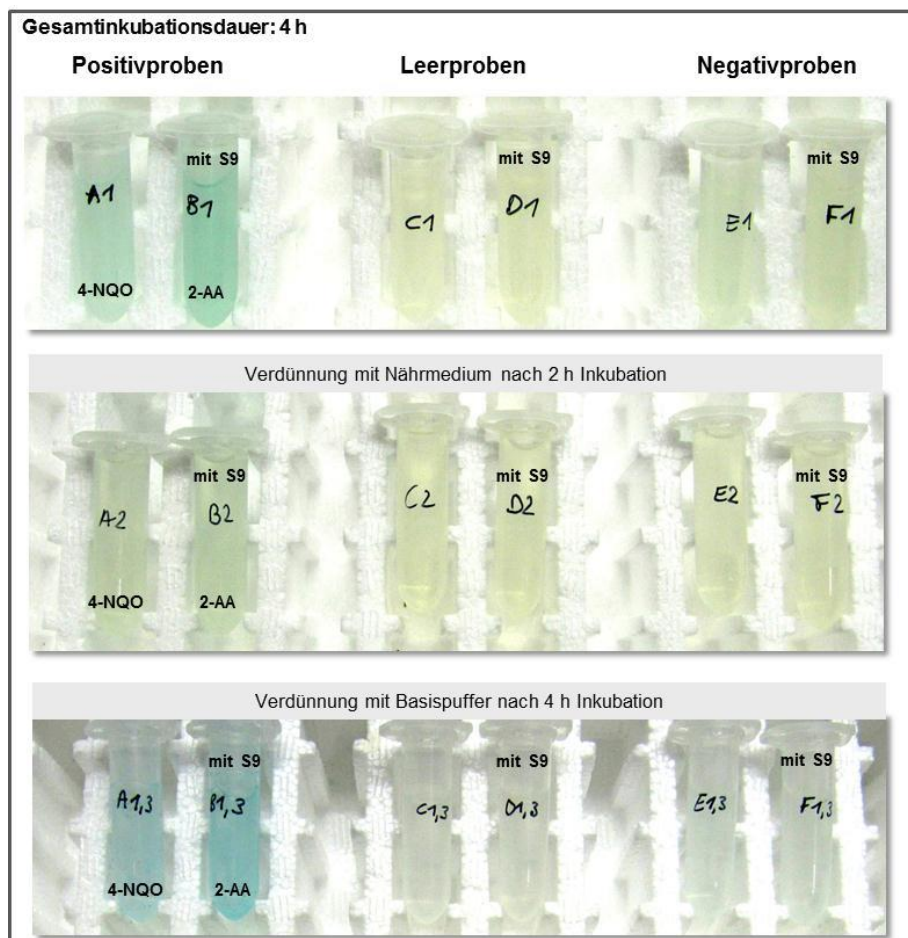 Gesamtinkubationsdauer: 4 h
Positivproben Leerproben Negativproben
mit S9 mit S9 mit S9
A1 B1 C1 D1 E1 F1
4-NQO 2-AA
Verdünnung mit Nährmedium nach 2 h Inkubation
mit S9 mit S9 mit S9
A2 B2 C2 D2 E2 F2
4-NQO 2-AA
Verdünnung mit Basispuffer nach 4 h Inkubation
mit S9 mit S9 mit S9
A1,3 B1,3 C1,3 D1,3 E1,3 F1,3
4-NQO 2-AA